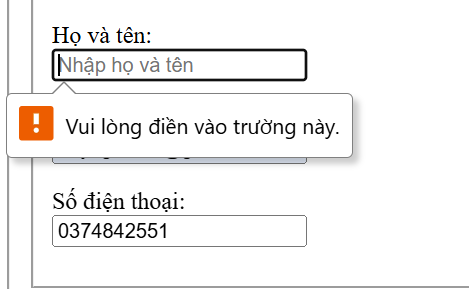 Họ và tên:
Nhập họ và tên
Vui lòng điền vào trường này.
Số điện thoại:
0374842551